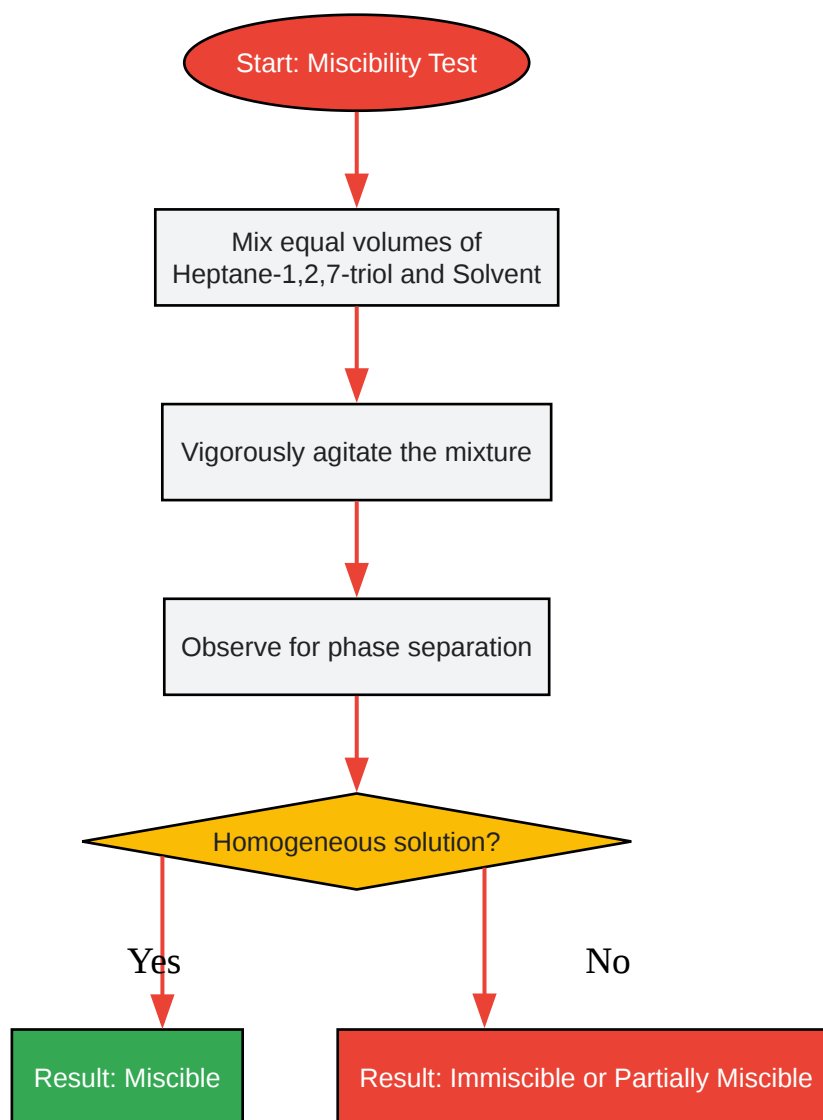 Start: Miscibility Test
Mix equal volumes of
Heptane-1,2,7-triol and Solvent
Vigorously agitate the mixture
Observe for phase separation
Homogeneous solution?
Yes
No
Result: Miscible
Result: Immiscible or Partially Miscible